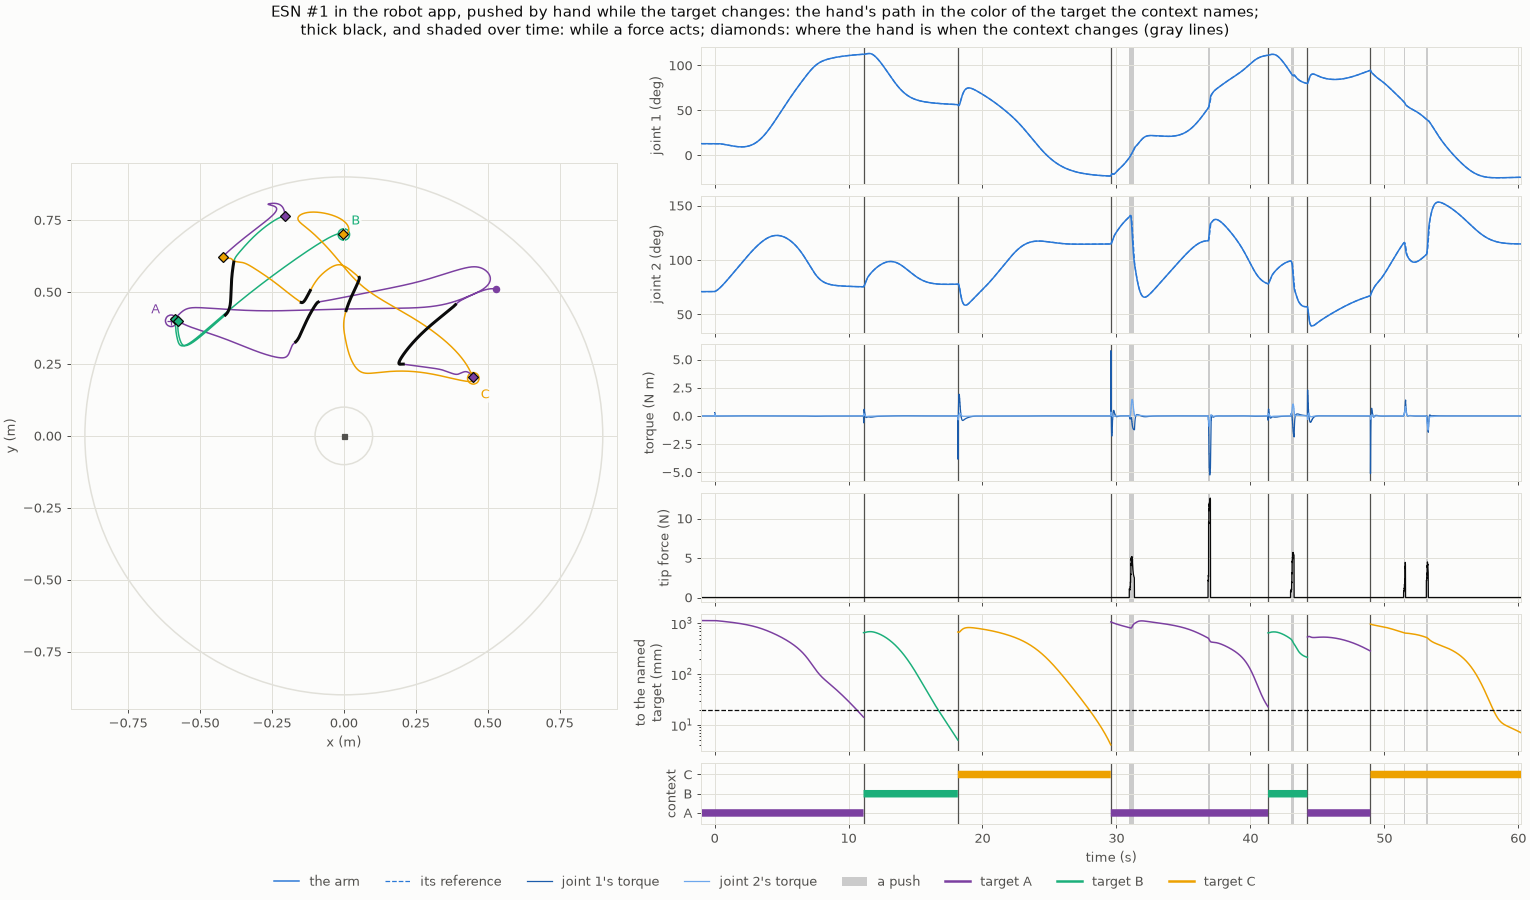 ESN #1 in the robot app, pushed by hand while the target changes: the hand's path in the color of the target the context names;
thick black, and shaded over time: while a force acts; diamonds: where the hand is when the context changes (gray lines)
y (m)
0.75
0.50
0.25
0.00
−0.25
−0.50
−0.75
A
B
C
−0.75
−0.50
−0.25
0.00
0.25
0.50
0.75
x (m)
joint 1 (deg)
100
50
0
joint 2 (deg)
150
100
50
torque (N m)
5.0
2.5
0.0
−2.5
−5.0
tip force (N)
10
5
0
to the named
target (mm)
10³
10²
10¹
context
C
B
A
0
10
20
30
40
50
60
time (s)
the arm
its reference
joint 1's torque
joint 2's torque
a push
target A
target B
target C